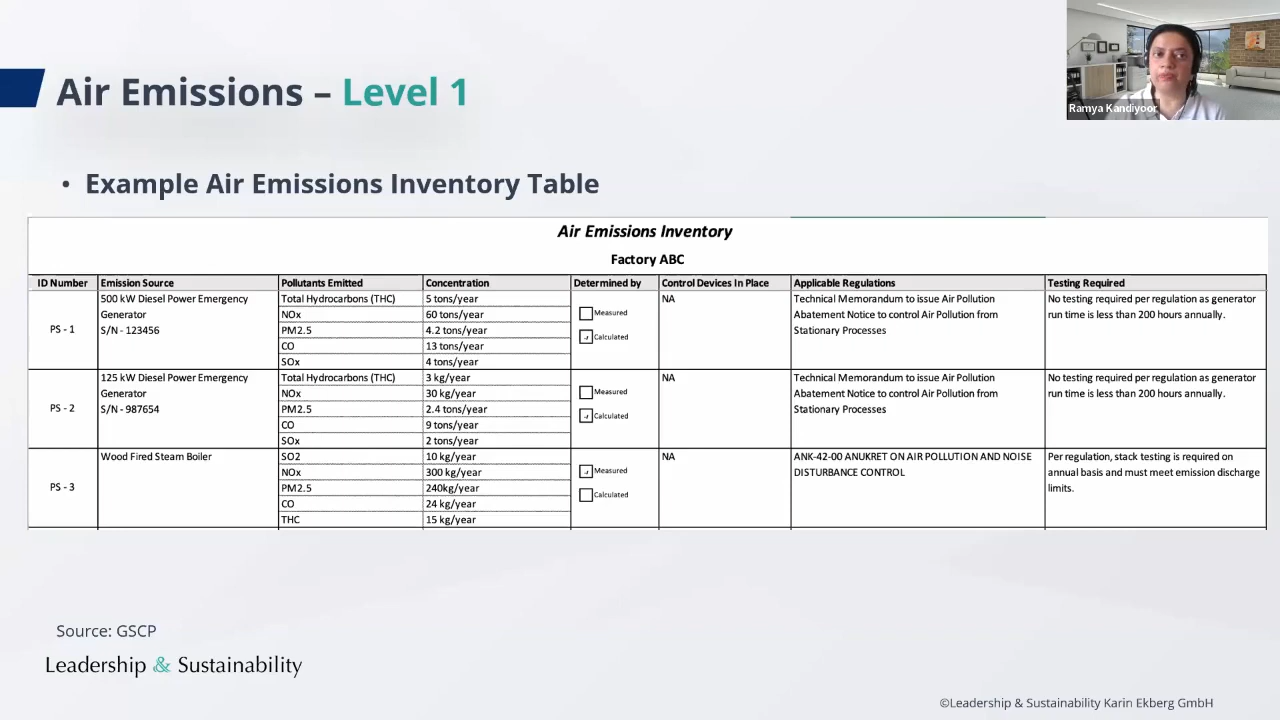 Ramya Kandiyoor
Air Emissions – Level 1
• Example Air Emissions Inventory Table
Air Emissions Inventory
Factory ABC
ID Number Emission Source Pollutants Emitted Concentration Determined by Control Devices In Place Applicable Regulations Testing Required
PS - 1
500 kW Diesel Power Emergency
Generator
S/N - 123456
Total Hydrocarbons (THC) 5 tons/year
NOx 60 tons/year
PM2.5 4.2 tons/year
CO 13 tons/year
SOx 4 tons/year
Measured
Calculated
NA
Technical Memorandum to issue Air Pollution
Abatement Notice to control Air Pollution from
Stationary Processes
No testing required per regulation as generator
run time is less than 200 hours annually.
PS - 2
125 kW Diesel Power Emergency
Generator
S/N - 987654
Total Hydrocarbons (THC) 3 kg/year
NOx 30 kg/year
PM2.5 2.4 tons/year
CO 9 tons/year
SOx 2 tons/year
Measured
Calculated
NA
Technical Memorandum to issue Air Pollution
Abatement Notice to control Air Pollution from
Stationary Processes
No testing required per regulation as generator
run time is less than 200 hours annually.
PS - 3
Wood Fired Steam Boiler
SO2 10 kg/year
NOx 300 kg/year
PM2.5 240kg/year
CO 24 kg/year
THC 15 kg/year
Measured
Calculated
NA
ANK-42-00 ANUKRET ON AIR POLLUTION AND NOISE
DISTURBANCE CONTROL
Per regulation, stack testing is required on
annual basis and must meet emission discharge
limits.
Source: GSCP
Leadership & Sustainability
©Leadership & Sustainability Karin Ekberg GmbH